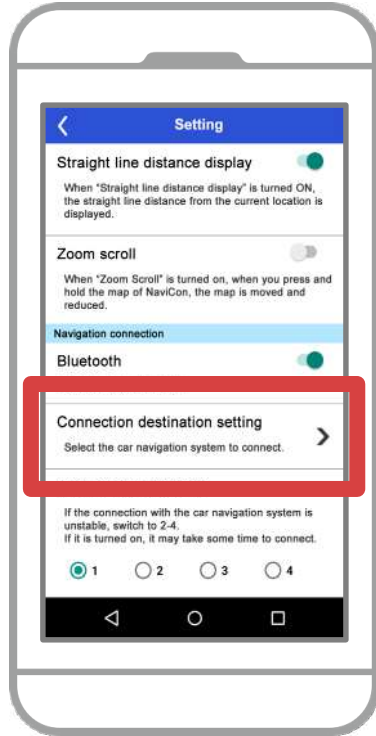 Setting
Straight line distance display
When "Straight line distance display" is turned ON,
the straight line distance from the current location is
displayed.
Zoom scroll
When "Zoom Scroll" is turned on, when you press and
hold the map of NaviCon, the map is moved and
reduced.
Navigation connection
Bluetooth
Connection destination setting
Select the car navigation system to connect.
If the connection with the car navigation system is
unstable, switch to 2-4.
If it is turned on, it may take some time to connect.
1 2 3 4